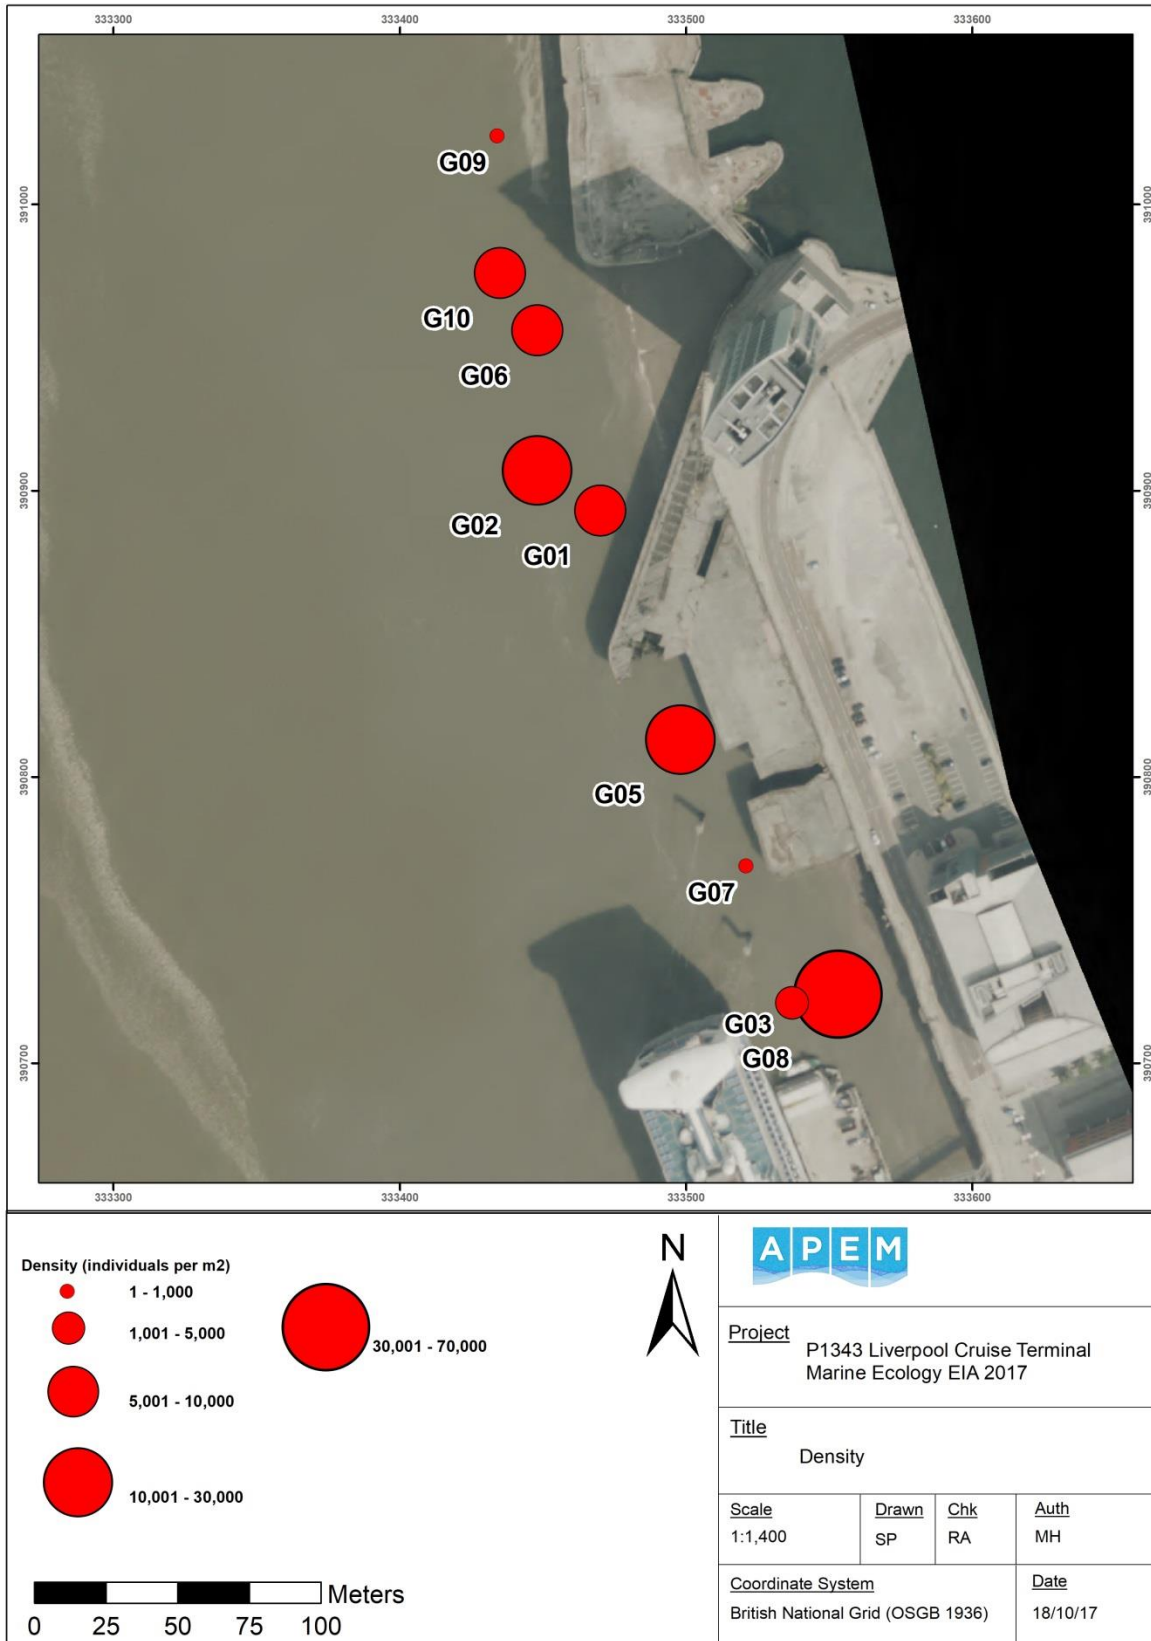 333300 333400 333500 333600
391000 391000
G09
G10
G06
390900 390900
G02
G01
390800 390800
G05
G07
G03
G08
390700 390700
333300 333400 333500 333600
Density (individuals per m2)
1 - 1,000
1,001 - 5,000
5,001 - 10,000
10,001 - 30,000
30,001 - 70,000
N
Meters
0 25 50 75 100
APEM
Project
P1343 Liverpool Cruise Terminal
Marine Ecology EIA 2017
Title
Density
Scale Drawn Chk Auth
1:1,400 SP RA MH
Coordinate System Date
British National Grid (OSGB 1936) 18/10/17